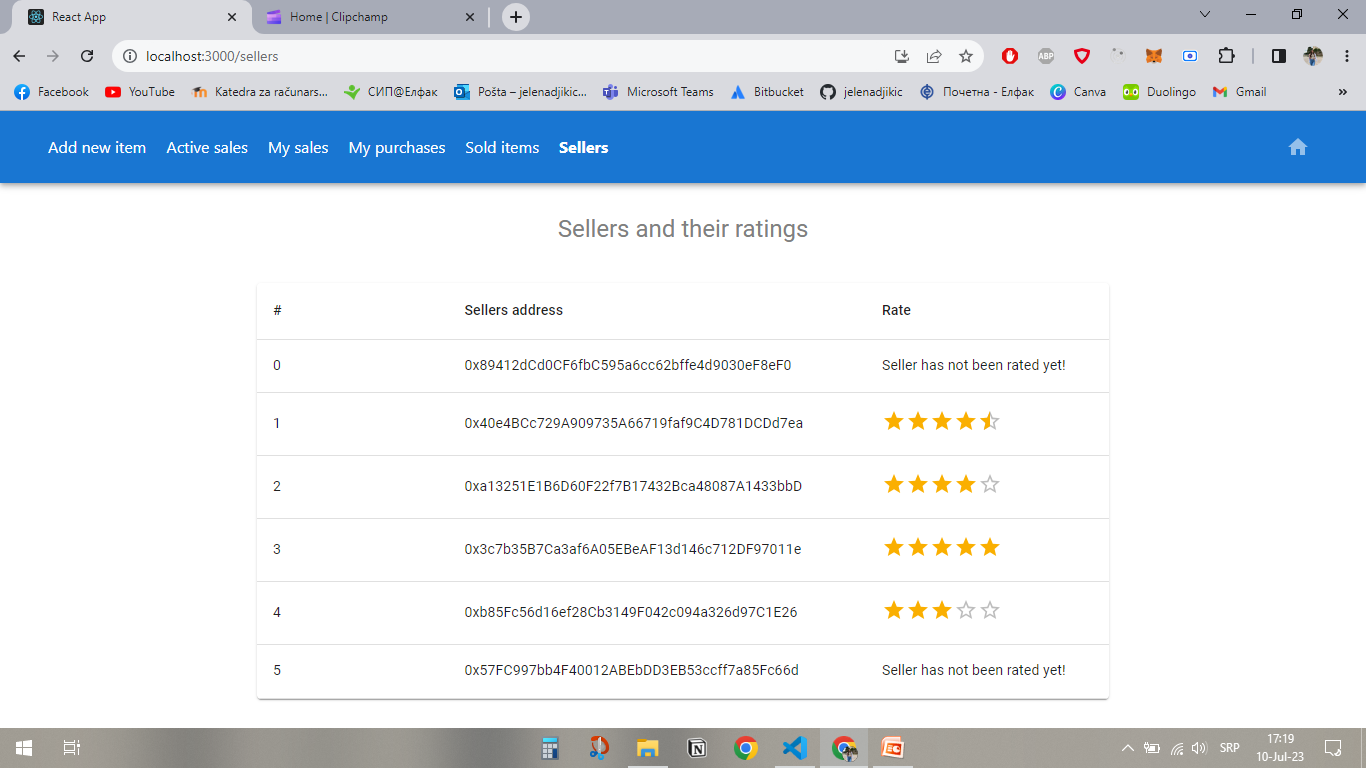 React App
Home | Clipchamp
localhost:3000/sellers
ABP
Facebook
YouTube
Katedra za računars...
СИП@Елфак
Pošta – jelenadjikic...
Microsoft Teams
Bitbucket
jelenadjikic
Почетна - Елфак
Canva
Duolingo
Gmail
»
Add new item
Active sales
My sales
My purchases
Sold items
Sellers
Sellers and their ratings
# Sellers address Rate
0 0x89412dCd0CF6fbC595a6cc62bffe4d9030eF8eF0 Seller has not been rated yet!
1 0x40e4BCc729A909735A66719faf9C4D781DCDd7ea
2 0xa13251E1B6D60F22f7B17432Bca48087A1433bbD
3 0x3c7b35B7Ca3af6A05EBeAF13d146c712DF97011e
4 0xb85Fc56d16ef28Cb3149F042c094a326d97C1E26
5 0x57FC997bb4F40012ABEbDD3EB53ccff7a85Fc66d Seller has not been rated yet!
SRP
17:19
10-Jul-23